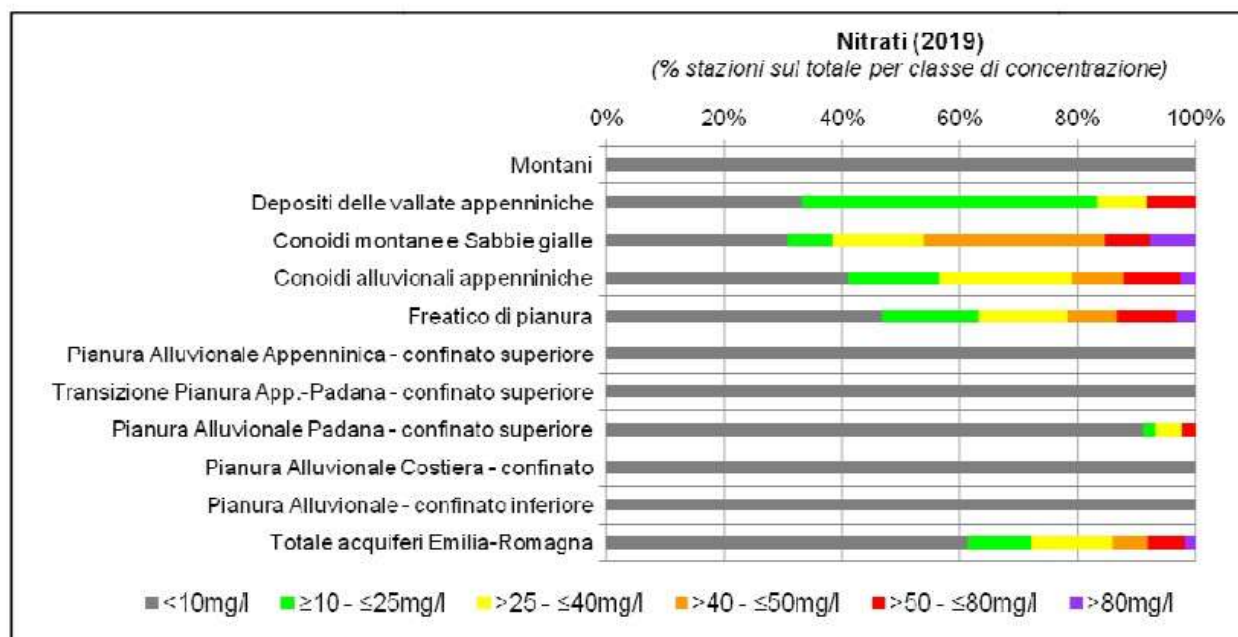 Nitrati (2019)
(% stazioni sul totale per classe di concentrazione)
0% 20% 40% 60% 80% 100%
Montani
Depositi delle vallate appenniniche
Conoidi montane e Sabbie gialle
Conoidi alluvionali appenniniche
Freatico di pianura
Pianura Alluvionale Appenninica - confinato superiore
Transizione Pianura App.-Padana - confinato superiore
Pianura Alluvionale Padana - confinato superiore
Pianura Alluvionale Costiera - confinato
Pianura Alluvionale - confinato inferiore
Totale acquiferi Emilia-Romagna
<10mg/l ≥10 - ≤25mg/l >25 - ≤40mg/l >40 - ≤50mg/l >50 - ≤80mg/l >80mg/l